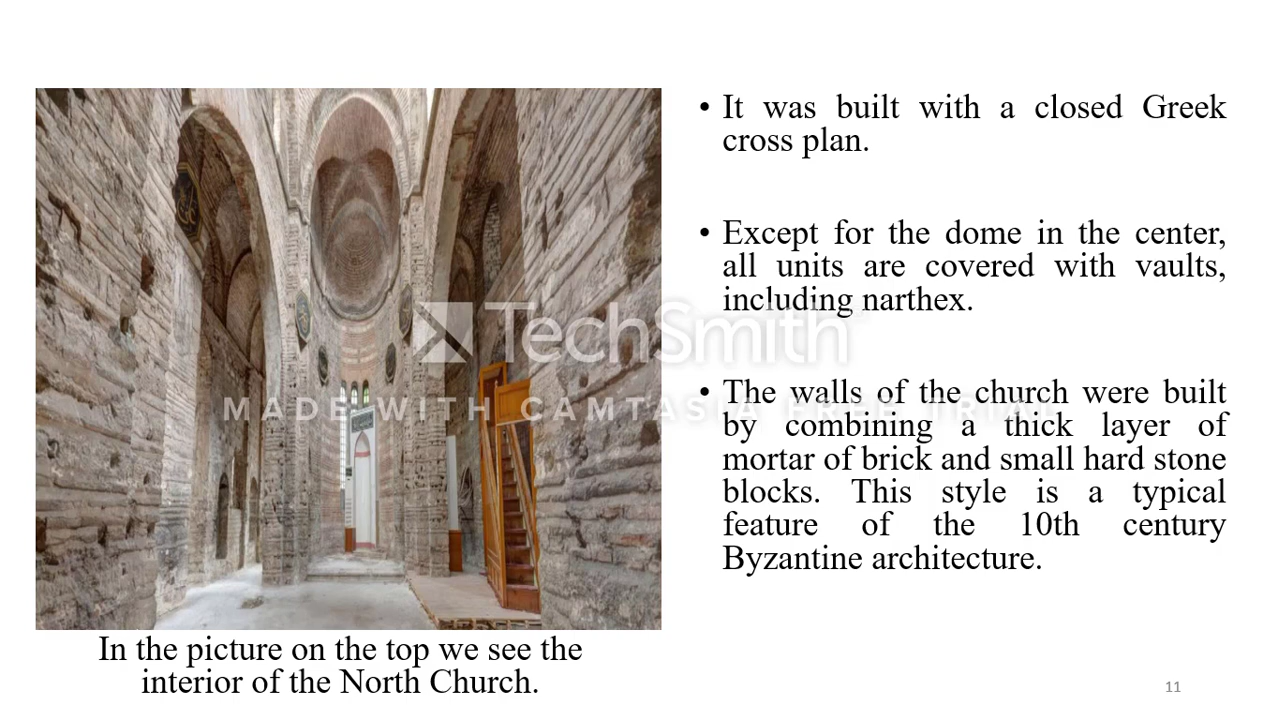 • It was built with a closed Greek
cross plan.
• Except for the dome in the center,
all units are covered with vaults,
including narthex.
TechSmith
MADE WITH CAMTASIA FREE TRIAL
• The walls of the church were built
by combining a thick layer of
mortar of brick and small hard stone
blocks. This style is a typical
feature of the 10th century
Byzantine architecture.
In the picture on the top we see the
interior of the North Church.
11